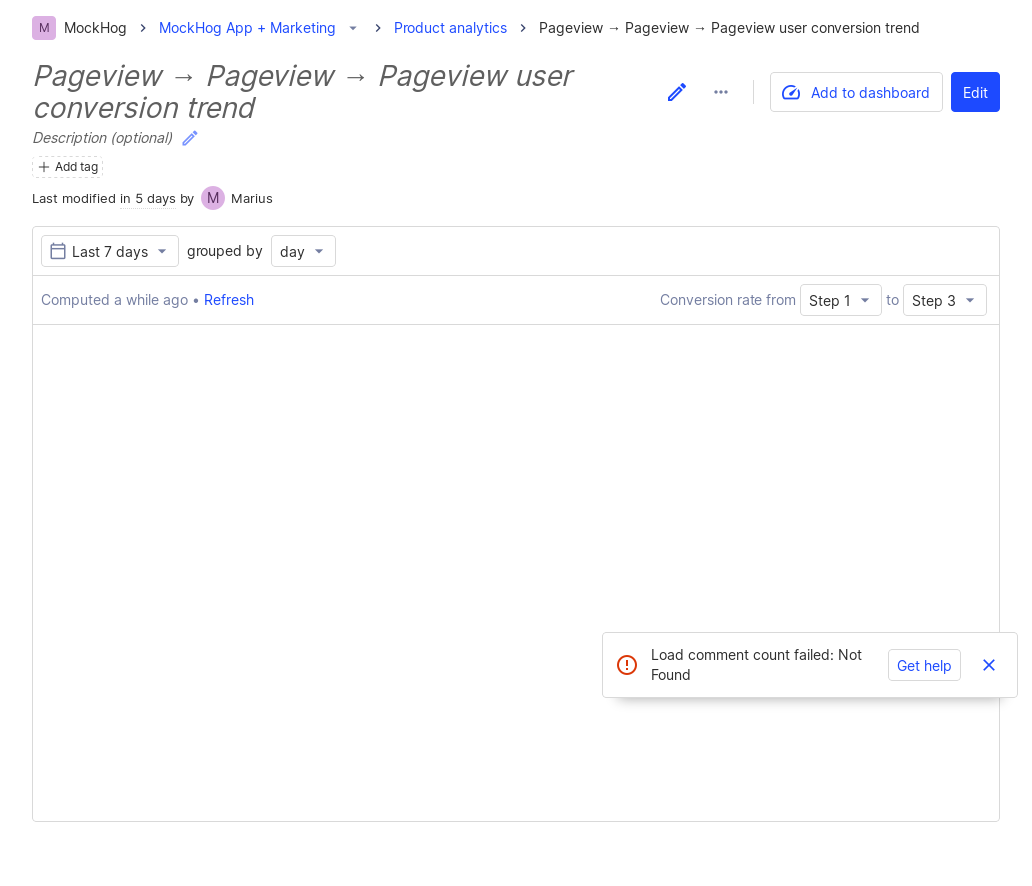 M MockHog MockHog App + Marketing Product analytics Pageview → Pageview → Pageview user conversion trend
Pageview → Pageview → Pageview user
conversion trend
Add to dashboard
Edit
Description (optional)
Add tag
Last modified in 5 days by M Marius
Last 7 days grouped by day
Computed a while ago • Refresh
Conversion rate from Step 1 to Step 3
Load comment count failed: Not
Found
Get help